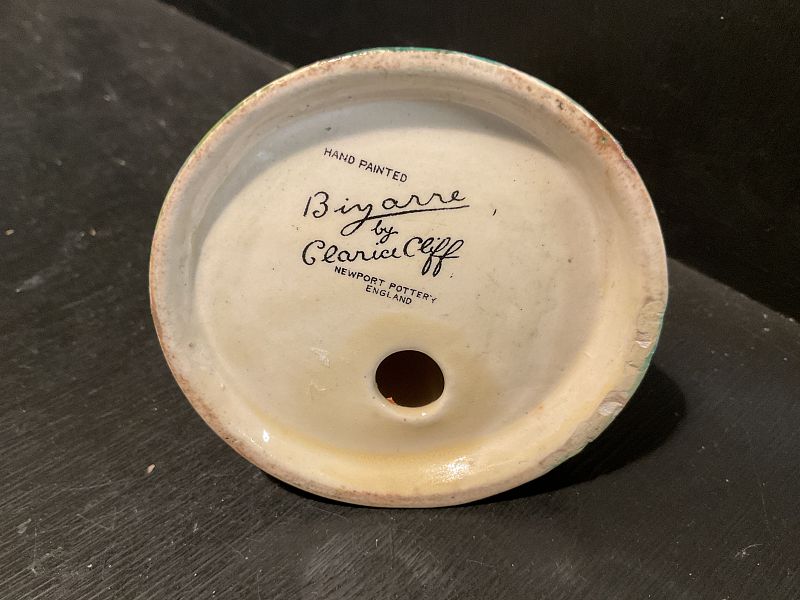 HAND PAINTED
Bizarre
by
Clarice Cliff
NEWPORT POTTERY
ENGLAND